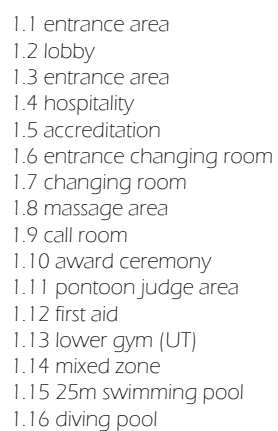 1.1 entrance area
1.2 lobby
1.3 entrance area
1.4 hospitality
1.5 accreditation
1.6 entrance changing room
1.7 changing room
1.8 massage area
1.9 call room
1.10 award ceremony
1.11 pontoon judge area
1.12 first aid
1.13 lower gym (UT)
1.14 mixed zone
1.15 25m swimming pool
1.16 diving pool